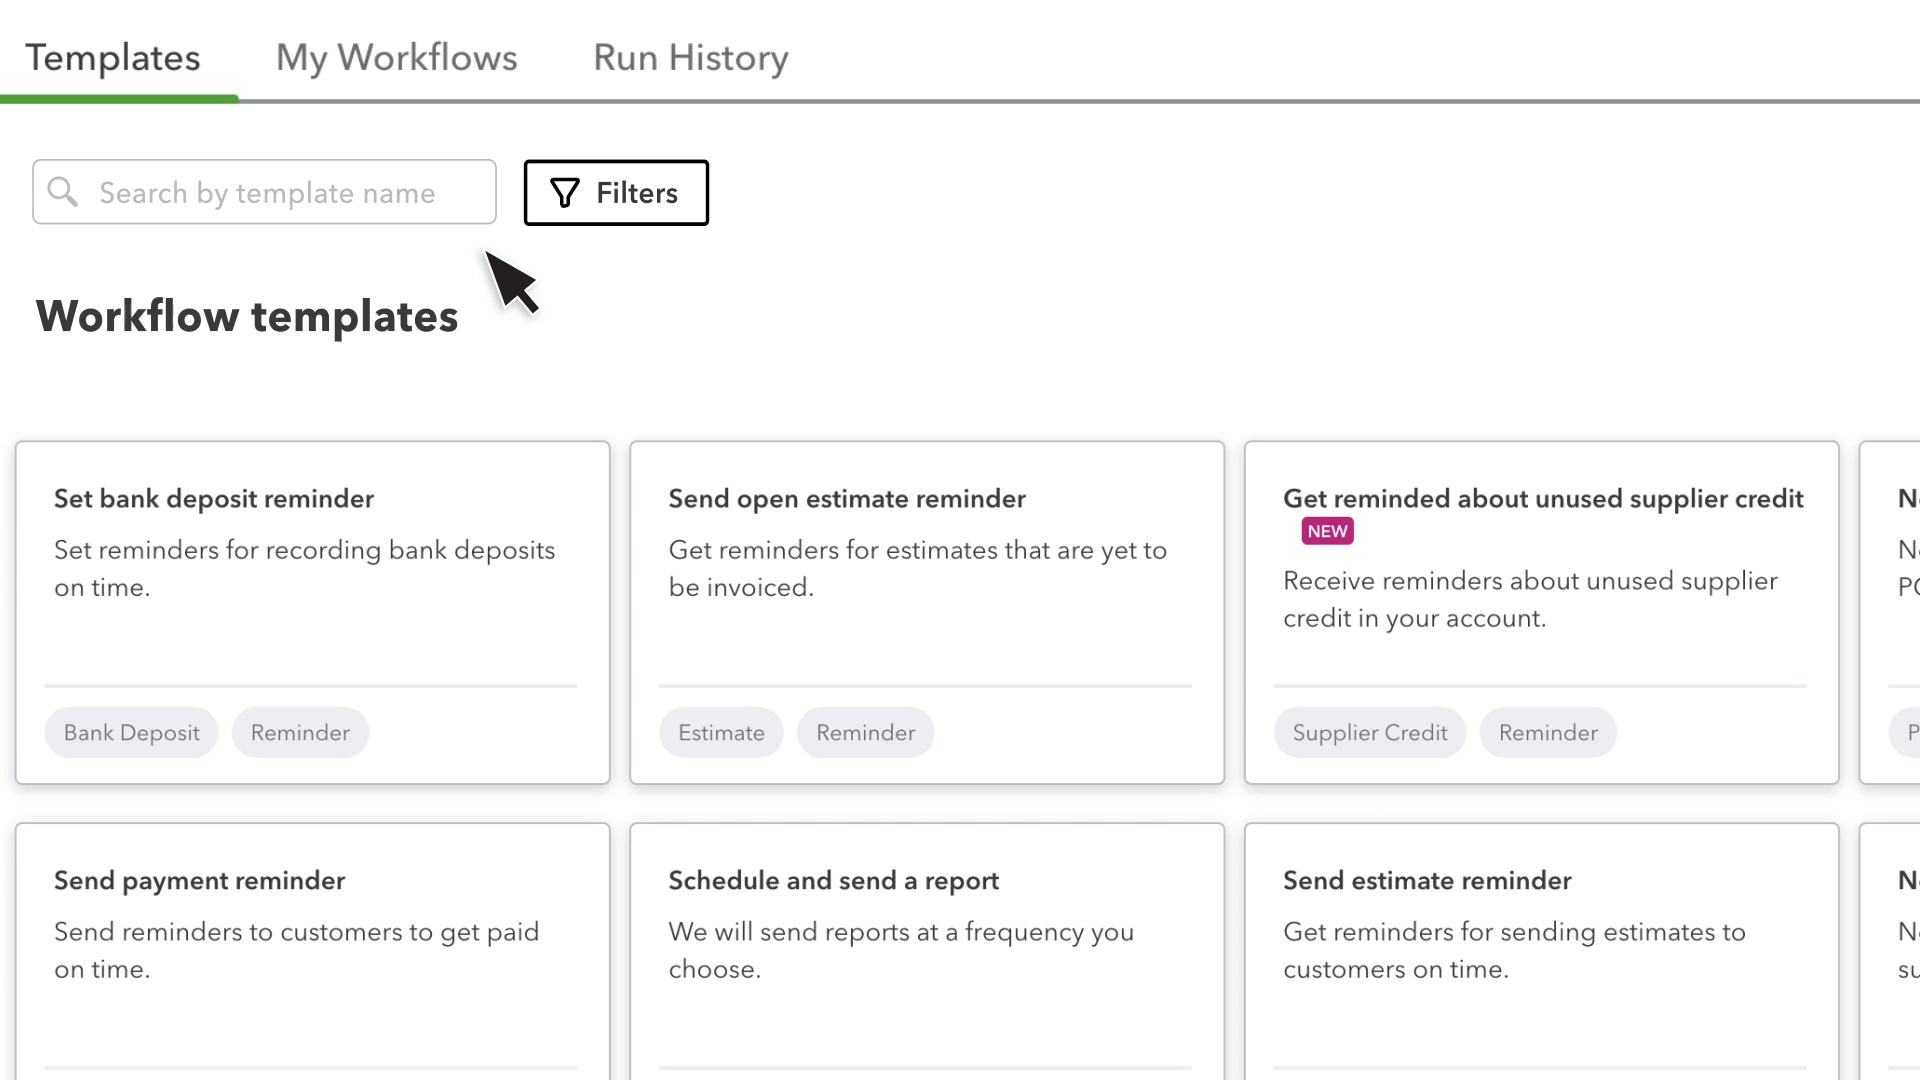 Templates
My Workflows
Run History
Search by template name
Filters
Workflow templates
Set bank deposit reminder
Set reminders for recording bank deposits
on time.
Bank Deposit
Reminder
Send open estimate reminder
Get reminders for estimates that are yet to
be invoiced.
Estimate
Reminder
Get reminded about unused supplier credit
NEW
Receive reminders about unused supplier
credit in your account.
Supplier Credit
Reminder
Send payment reminder
Send reminders to customers to get paid
on time.
Schedule and send a report
We will send reports at a frequency you
choose.
Send estimate reminder
Get reminders for sending estimates to
customers on time.